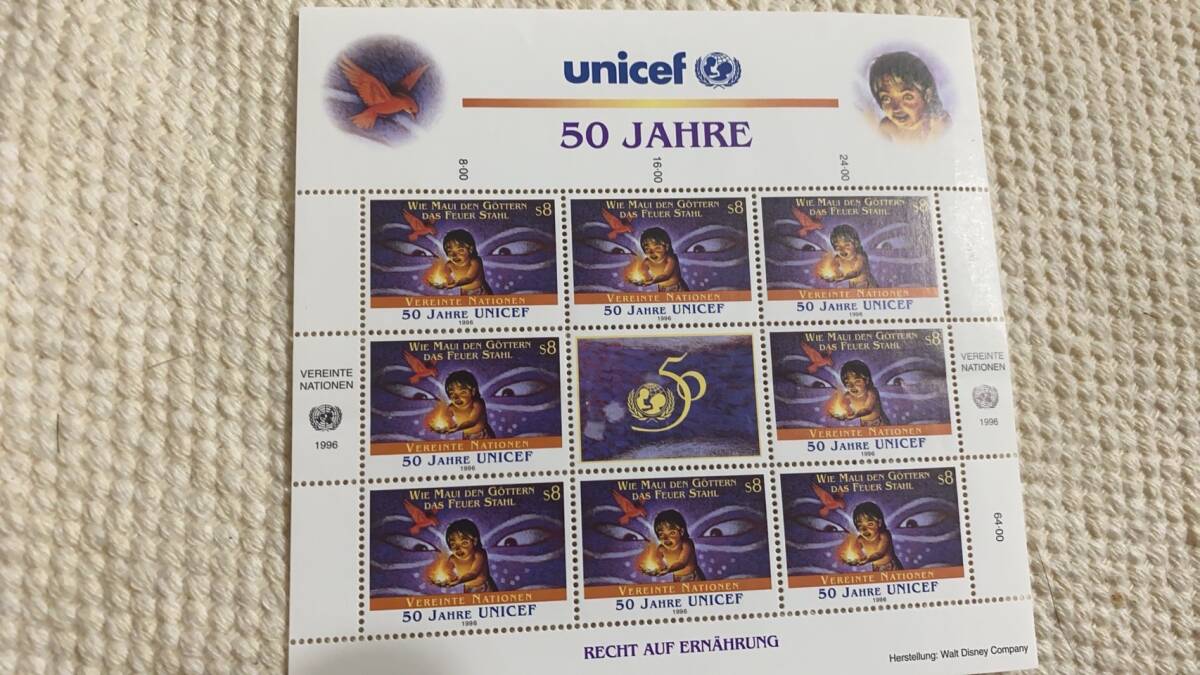 unicef
50 JAHRE
8·00
16·00
24·00
WIE MAUI DEN GÖTTERN
DAS FEUER STAHL
S8
VEREINTE NATIONEN
50 JAHRE UNICEF
1996
WIE MAUI DEN GÖTTERN
DAS FEUER STAHL
S8
VEREINTE NATIONEN
50 JAHRE UNICEF
1996
WIE MAUI DEN GÖTTERN
DAS FEUER STAHL
S8
VEREINTE NATIONEN
50 JAHRE UNICEF
1996
VEREINTE
NATIONEN
1996
WIE MAUI DEN GÖTTERN
DAS FEUER STAHL
S8
VEREINTE NATIONEN
50 JAHRE UNICEF
1996
50
WIE MAUI DEN GÖTTERN
DAS FEUER STAHL
S8
VEREINTE NATIONEN
50 JAHRE UNICEF
1996
VEREINTE
NATIONEN
1996
WIE MAUI DEN GÖTTERN
DAS FEUER STAHL
S8
VEREINTE NATIONEN
50 JAHRE UNICEF
1996
WIE MAUI DEN GÖTTERN
DAS FEUER STAHL
S8
VEREINTE NATIONEN
50 JAHRE UNICEF
1996
WIE MAUI DEN GÖTTERN
DAS FEUER STAHL
S8
VEREINTE NATIONEN
50 JAHRE UNICEF
1996
64·00
RECHT AUF ERNÄHRUNG
Herstellung: Walt Disney Company